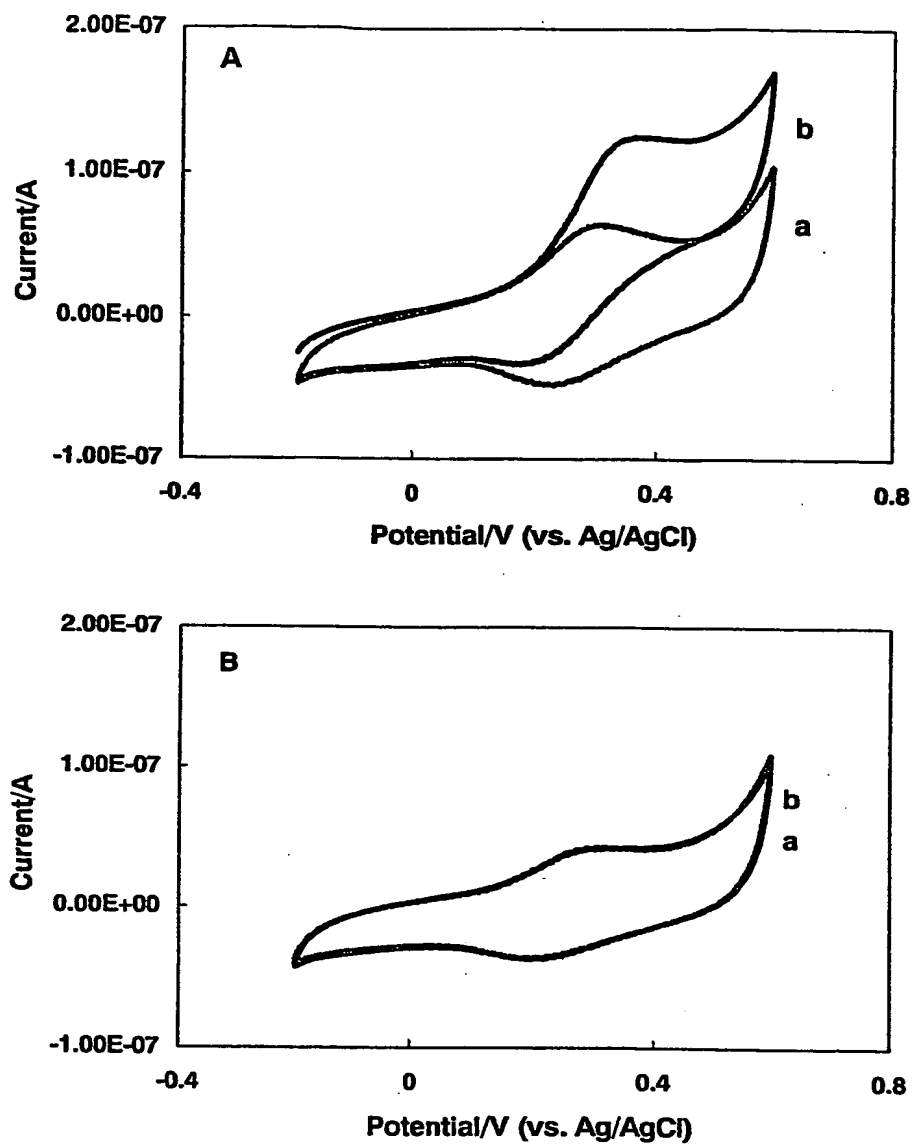 2.00E-07
A
b
1.00E-07
a
Current/A
0.00E+00
-1.00E-07
-0.4 0 0.4 0.8
Potential/V (vs. Ag/AgCl)
2.00E-07
B
1.00E-07
b
a
Current/A
0.00E+00
-1.00E-07
-0.4 0 0.4 0.8
Potential/V (vs. Ag/AgCl)